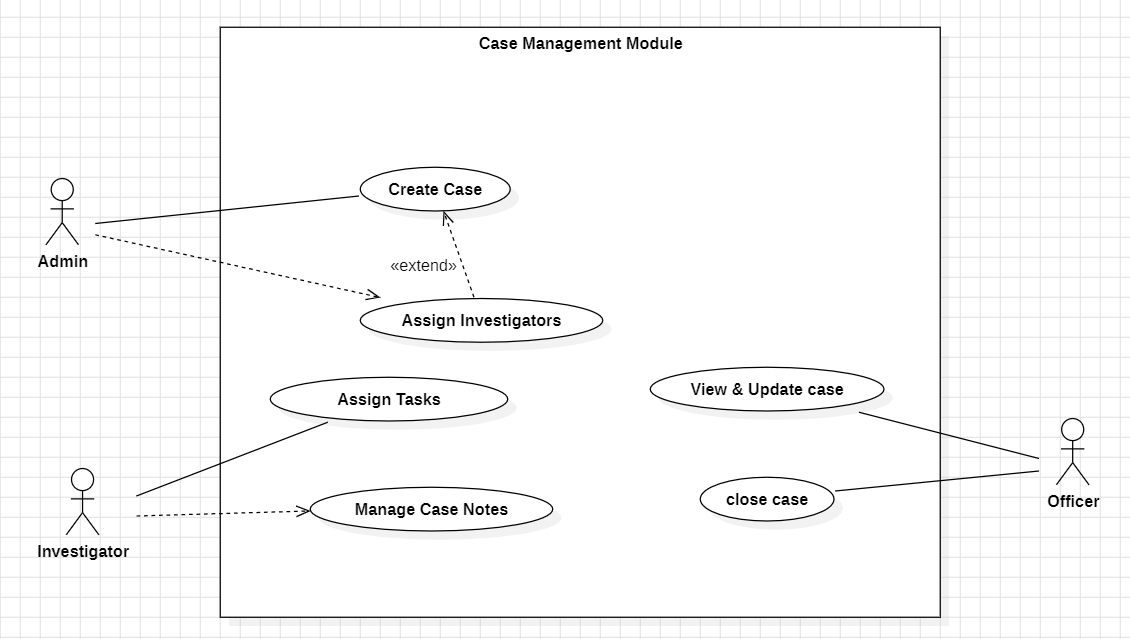 Case Management Module
Create Case
Admin
«extend»
Assign Investigators
View & Update case
Assign Tasks
close case
Officer
Manage Case Notes
Investigator